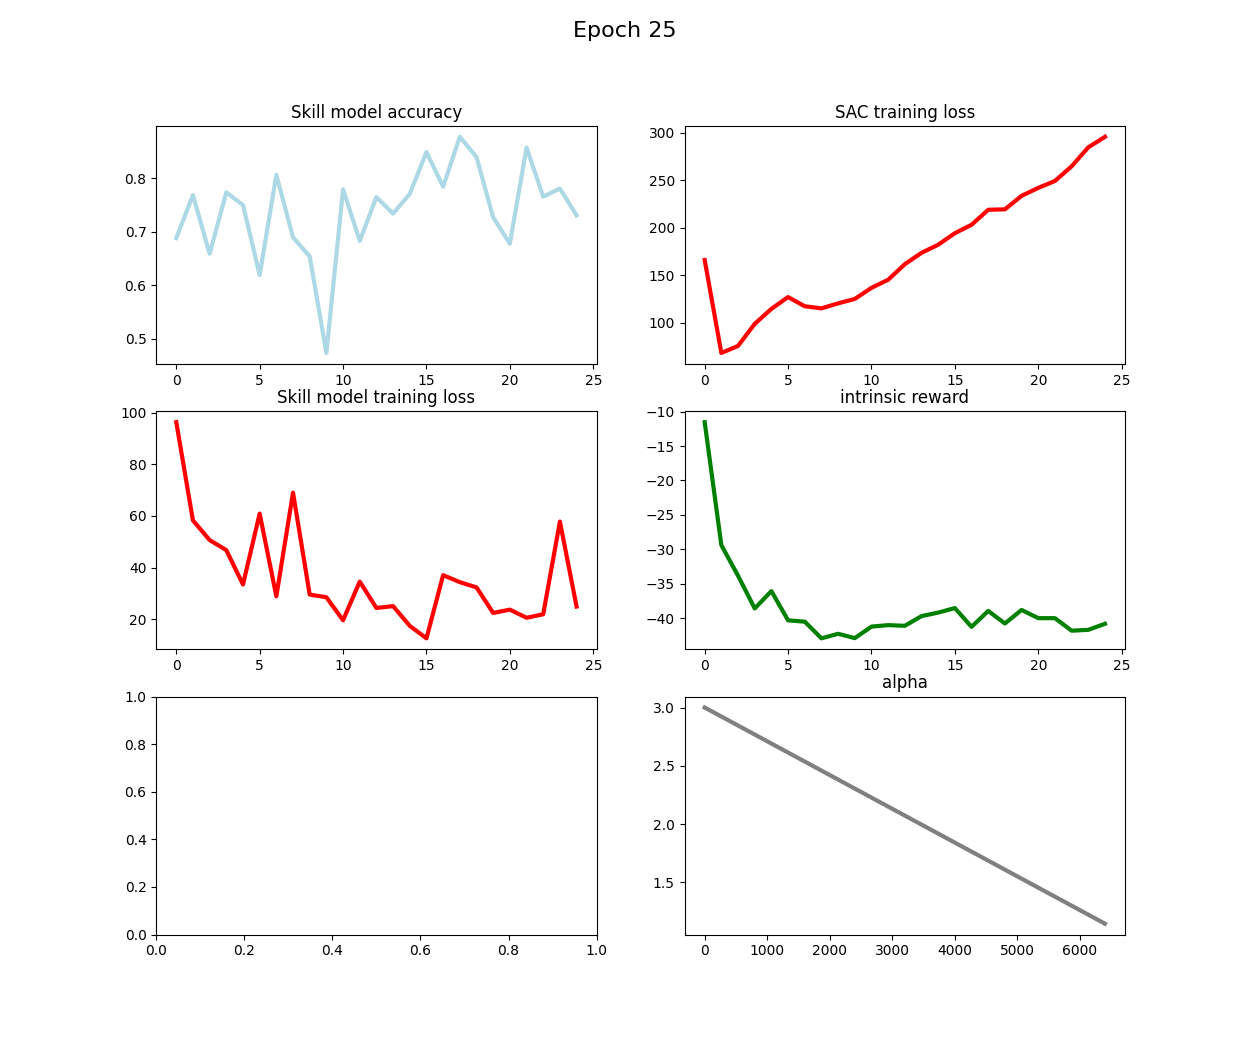 Epoch 25
Skill model accuracy
SAC training loss
0.8
0.7
0.6
0.5
0 5 10 15 20 25
300
250
200
150
100
0 5 10 15 20 25
Skill model training loss
intrinsic reward
100
80
60
40
20
0 5 10 15 20 25
−10
−15
−20
−25
−30
−35
−40
0 5 10 15 20 25
alpha
1.0
0.8
0.6
0.4
0.2
0.0
0.0 0.2 0.4 0.6 0.8 1.0
3.0
2.5
2.0
1.5
0 1000 2000 3000 4000 5000 6000